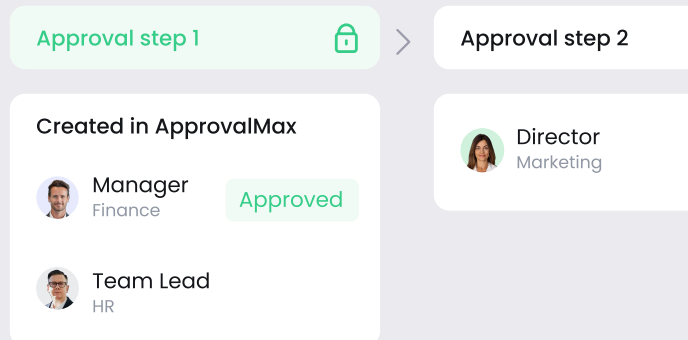 Approval step 1
Created in ApprovalMax
Manager
Finance
Approved
Team Lead
HR
Approval step 2
Director
Marketing